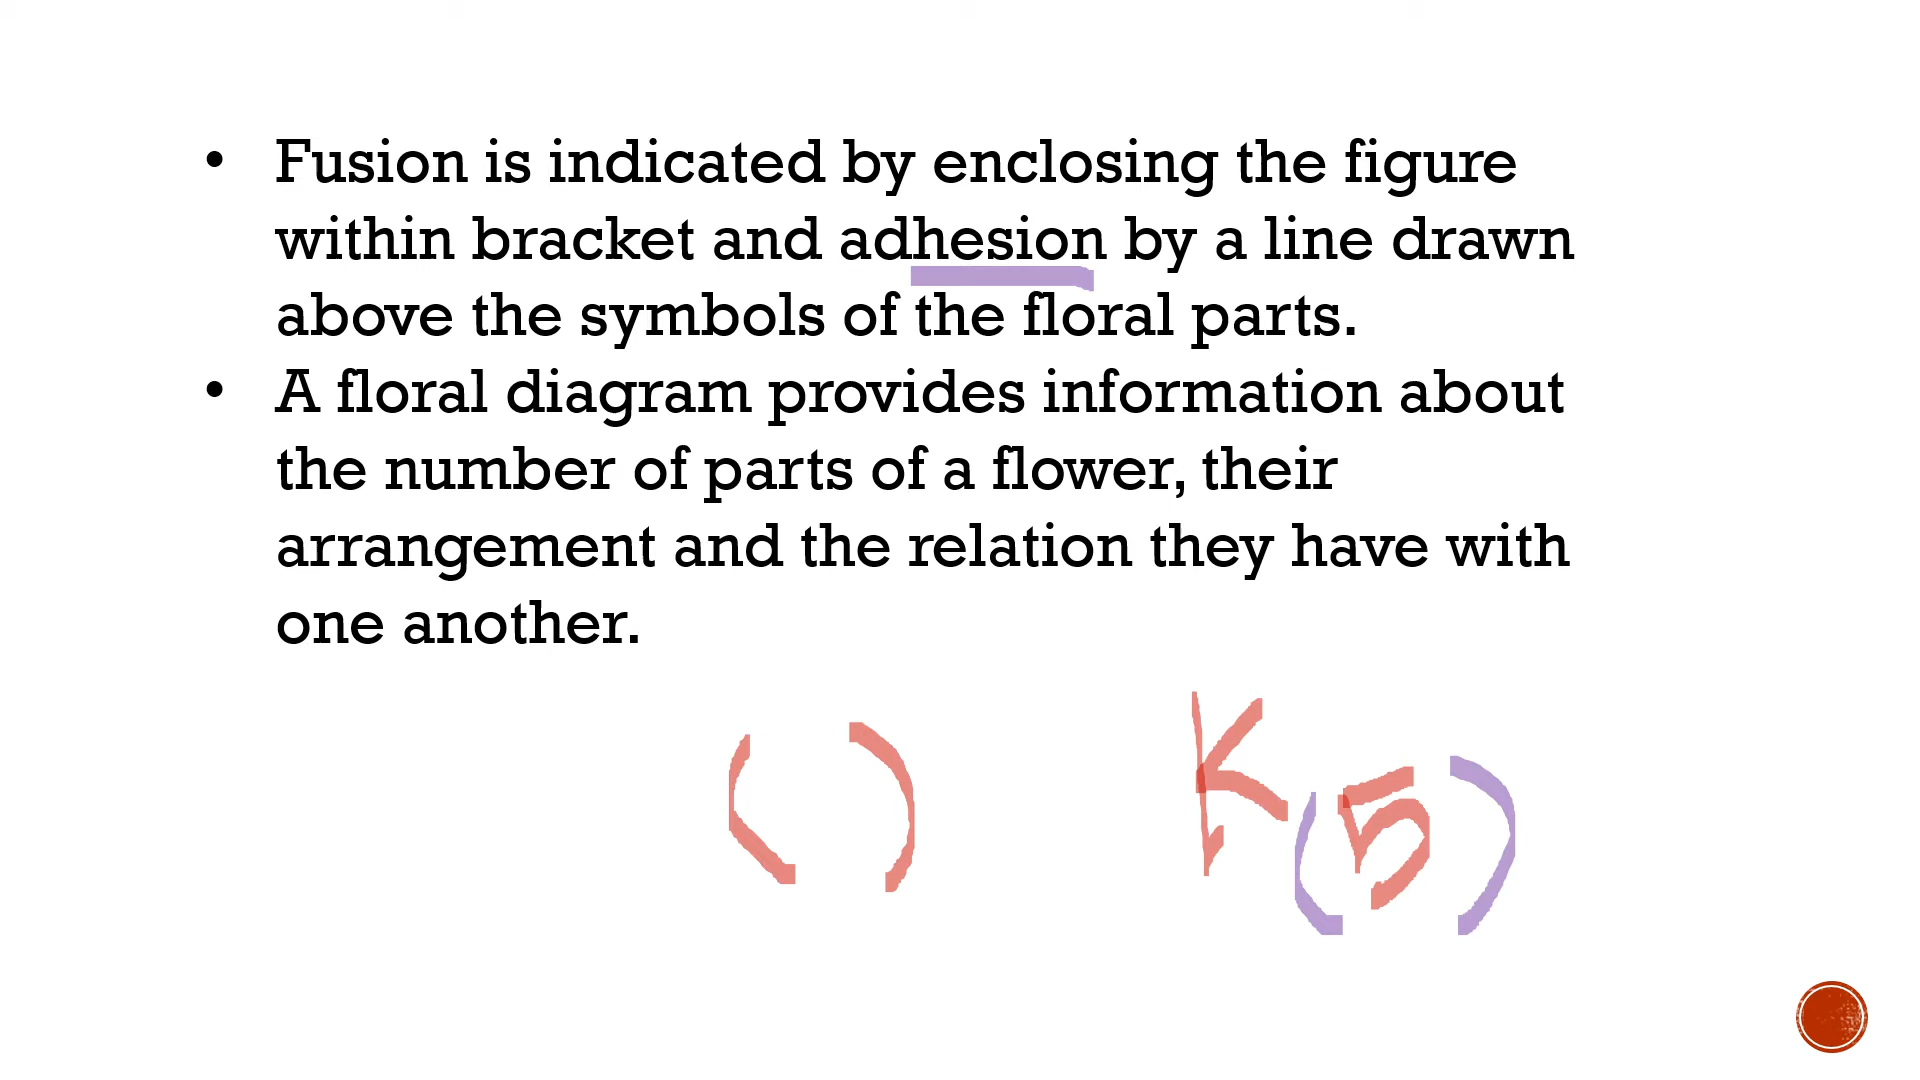 • Fusion is indicated by enclosing the figure
within bracket and adhesion by a line drawn
above the symbols of the floral parts.
• A floral diagram provides information about
the number of parts of a flower, their
arrangement and the relation they have with
one another.
( ) K(5)